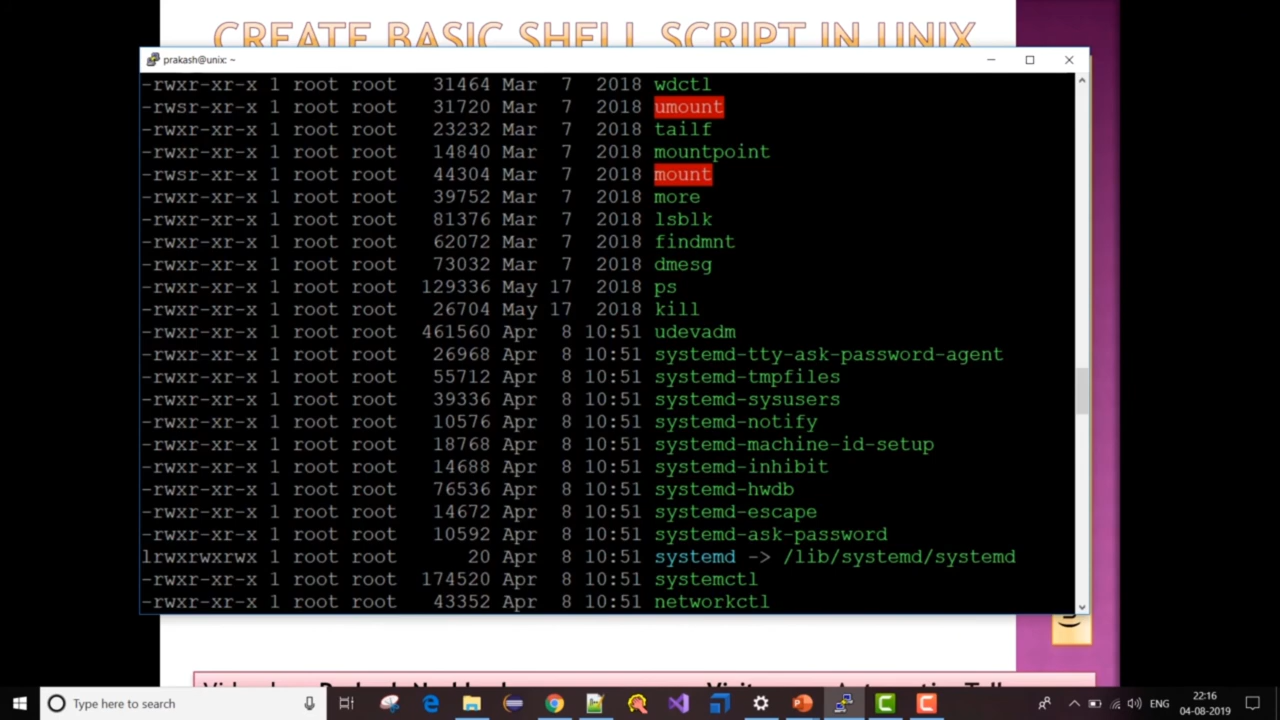 CREATE BASIC SHELL SCRIPT IN UNIX
prakash@unix: ~
-rwxr-xr-x 1 root root 31464 Mar 7 2018 wdctl
-rwsr-xr-x 1 root root 31720 Mar 7 2018 umount
-rwxr-xr-x 1 root root 23232 Mar 7 2018 tailf
-rwxr-xr-x 1 root root 14840 Mar 7 2018 mountpoint
-rwsr-xr-x 1 root root 44304 Mar 7 2018 mount
-rwxr-xr-x 1 root root 39752 Mar 7 2018 more
-rwxr-xr-x 1 root root 81376 Mar 7 2018 lsblk
-rwxr-xr-x 1 root root 62072 Mar 7 2018 findmnt
-rwxr-xr-x 1 root root 73032 Mar 7 2018 dmesg
-rwxr-xr-x 1 root root 129336 May 17 2018 ps
-rwxr-xr-x 1 root root 26704 May 17 2018 kill
-rwxr-xr-x 1 root root 461560 Apr 8 10:51 udevadm
-rwxr-xr-x 1 root root 26968 Apr 8 10:51 systemd-tty-ask-password-agent
-rwxr-xr-x 1 root root 55712 Apr 8 10:51 systemd-tmpfiles
-rwxr-xr-x 1 root root 39336 Apr 8 10:51 systemd-sysusers
-rwxr-xr-x 1 root root 10576 Apr 8 10:51 systemd-notify
-rwxr-xr-x 1 root root 18768 Apr 8 10:51 systemd-machine-id-setup
-rwxr-xr-x 1 root root 14688 Apr 8 10:51 systemd-inhibit
-rwxr-xr-x 1 root root 76536 Apr 8 10:51 systemd-hwdb
-rwxr-xr-x 1 root root 14672 Apr 8 10:51 systemd-escape
-rwxr-xr-x 1 root root 10592 Apr 8 10:51 systemd-ask-password
lrwxrwxrwx 1 root root 20 Apr 8 10:51 systemd -> /lib/systemd/systemd
-rwxr-xr-x 1 root root 174520 Apr 8 10:51 systemctl
-rwxr-xr-x 1 root root 43352 Apr 8 10:51 networkctl
Type here to search
ENG
22:16
04-08-2019